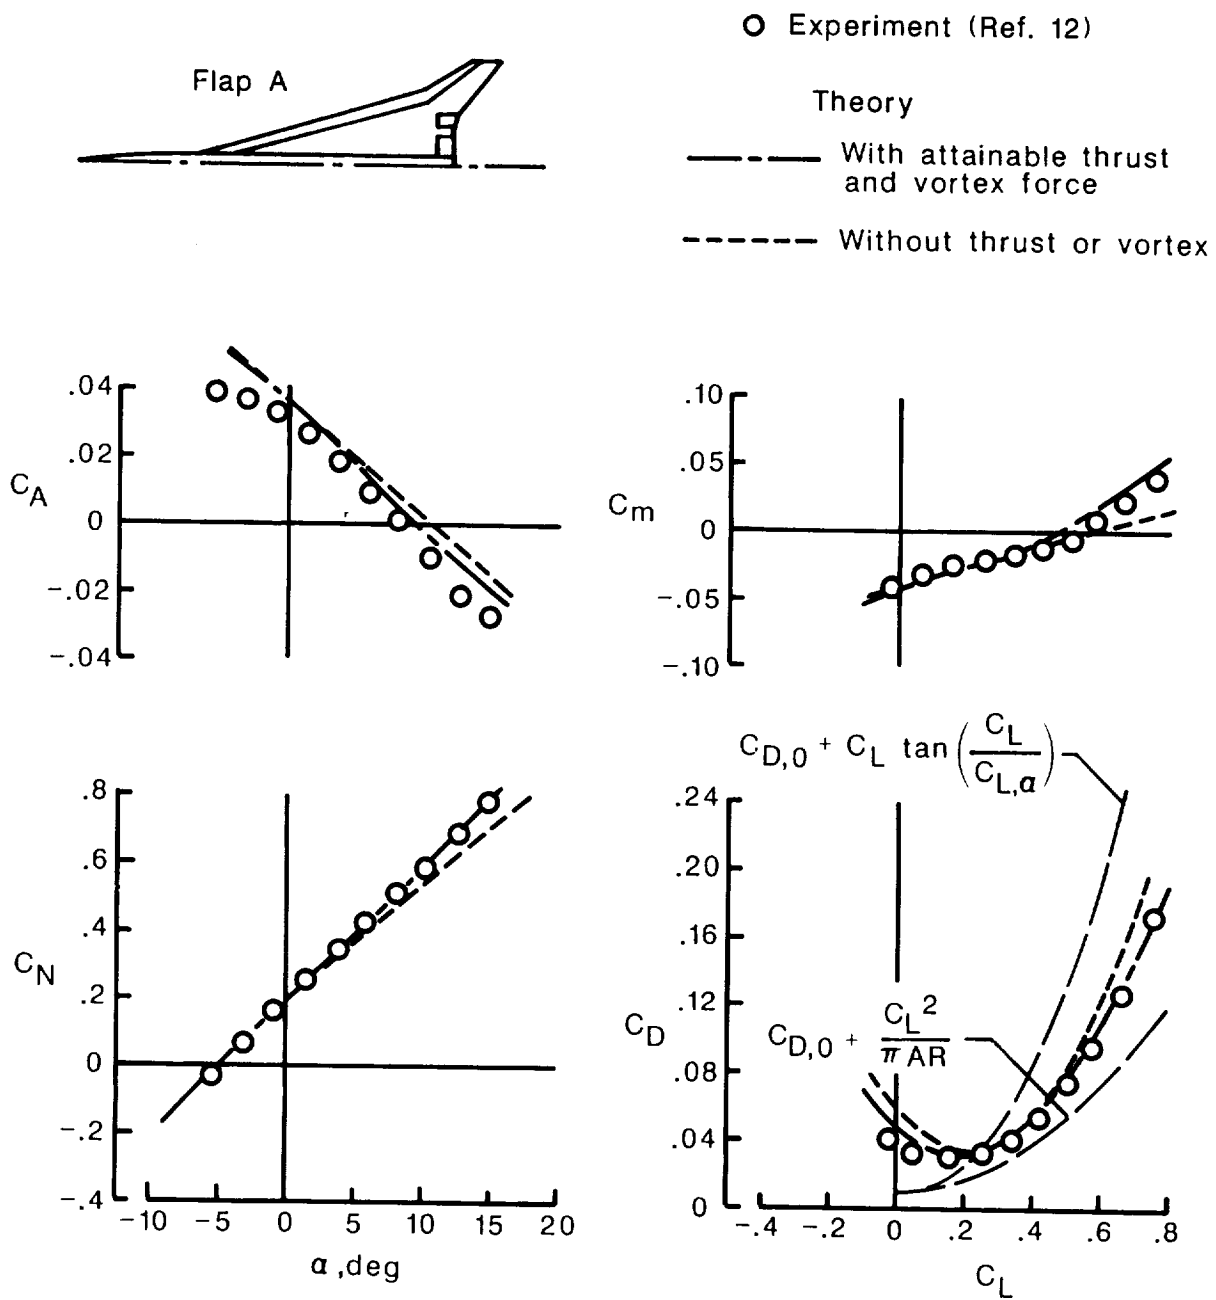 Experiment (Ref. 12)
Flap A
Theory
With attainable thrust
and vortex force
Without thrust or vortex
.04
.02
C_A
0
-.02
-.04
.10
.05
C_m
0
-.05
-.10
.8
.6
.4
C_N
.2
0
-.2
-.4
-10 -5 0 5 10 15 20
α, deg
C_{D,0} + C_L tan (C_L / C_{L,α})
.24
.20
.16
.12
C_D
C_{D,0} + C_L^2 / π AR
.08
.04
0
-.4 -.2 0 .2 .4 .6 .8
C_L